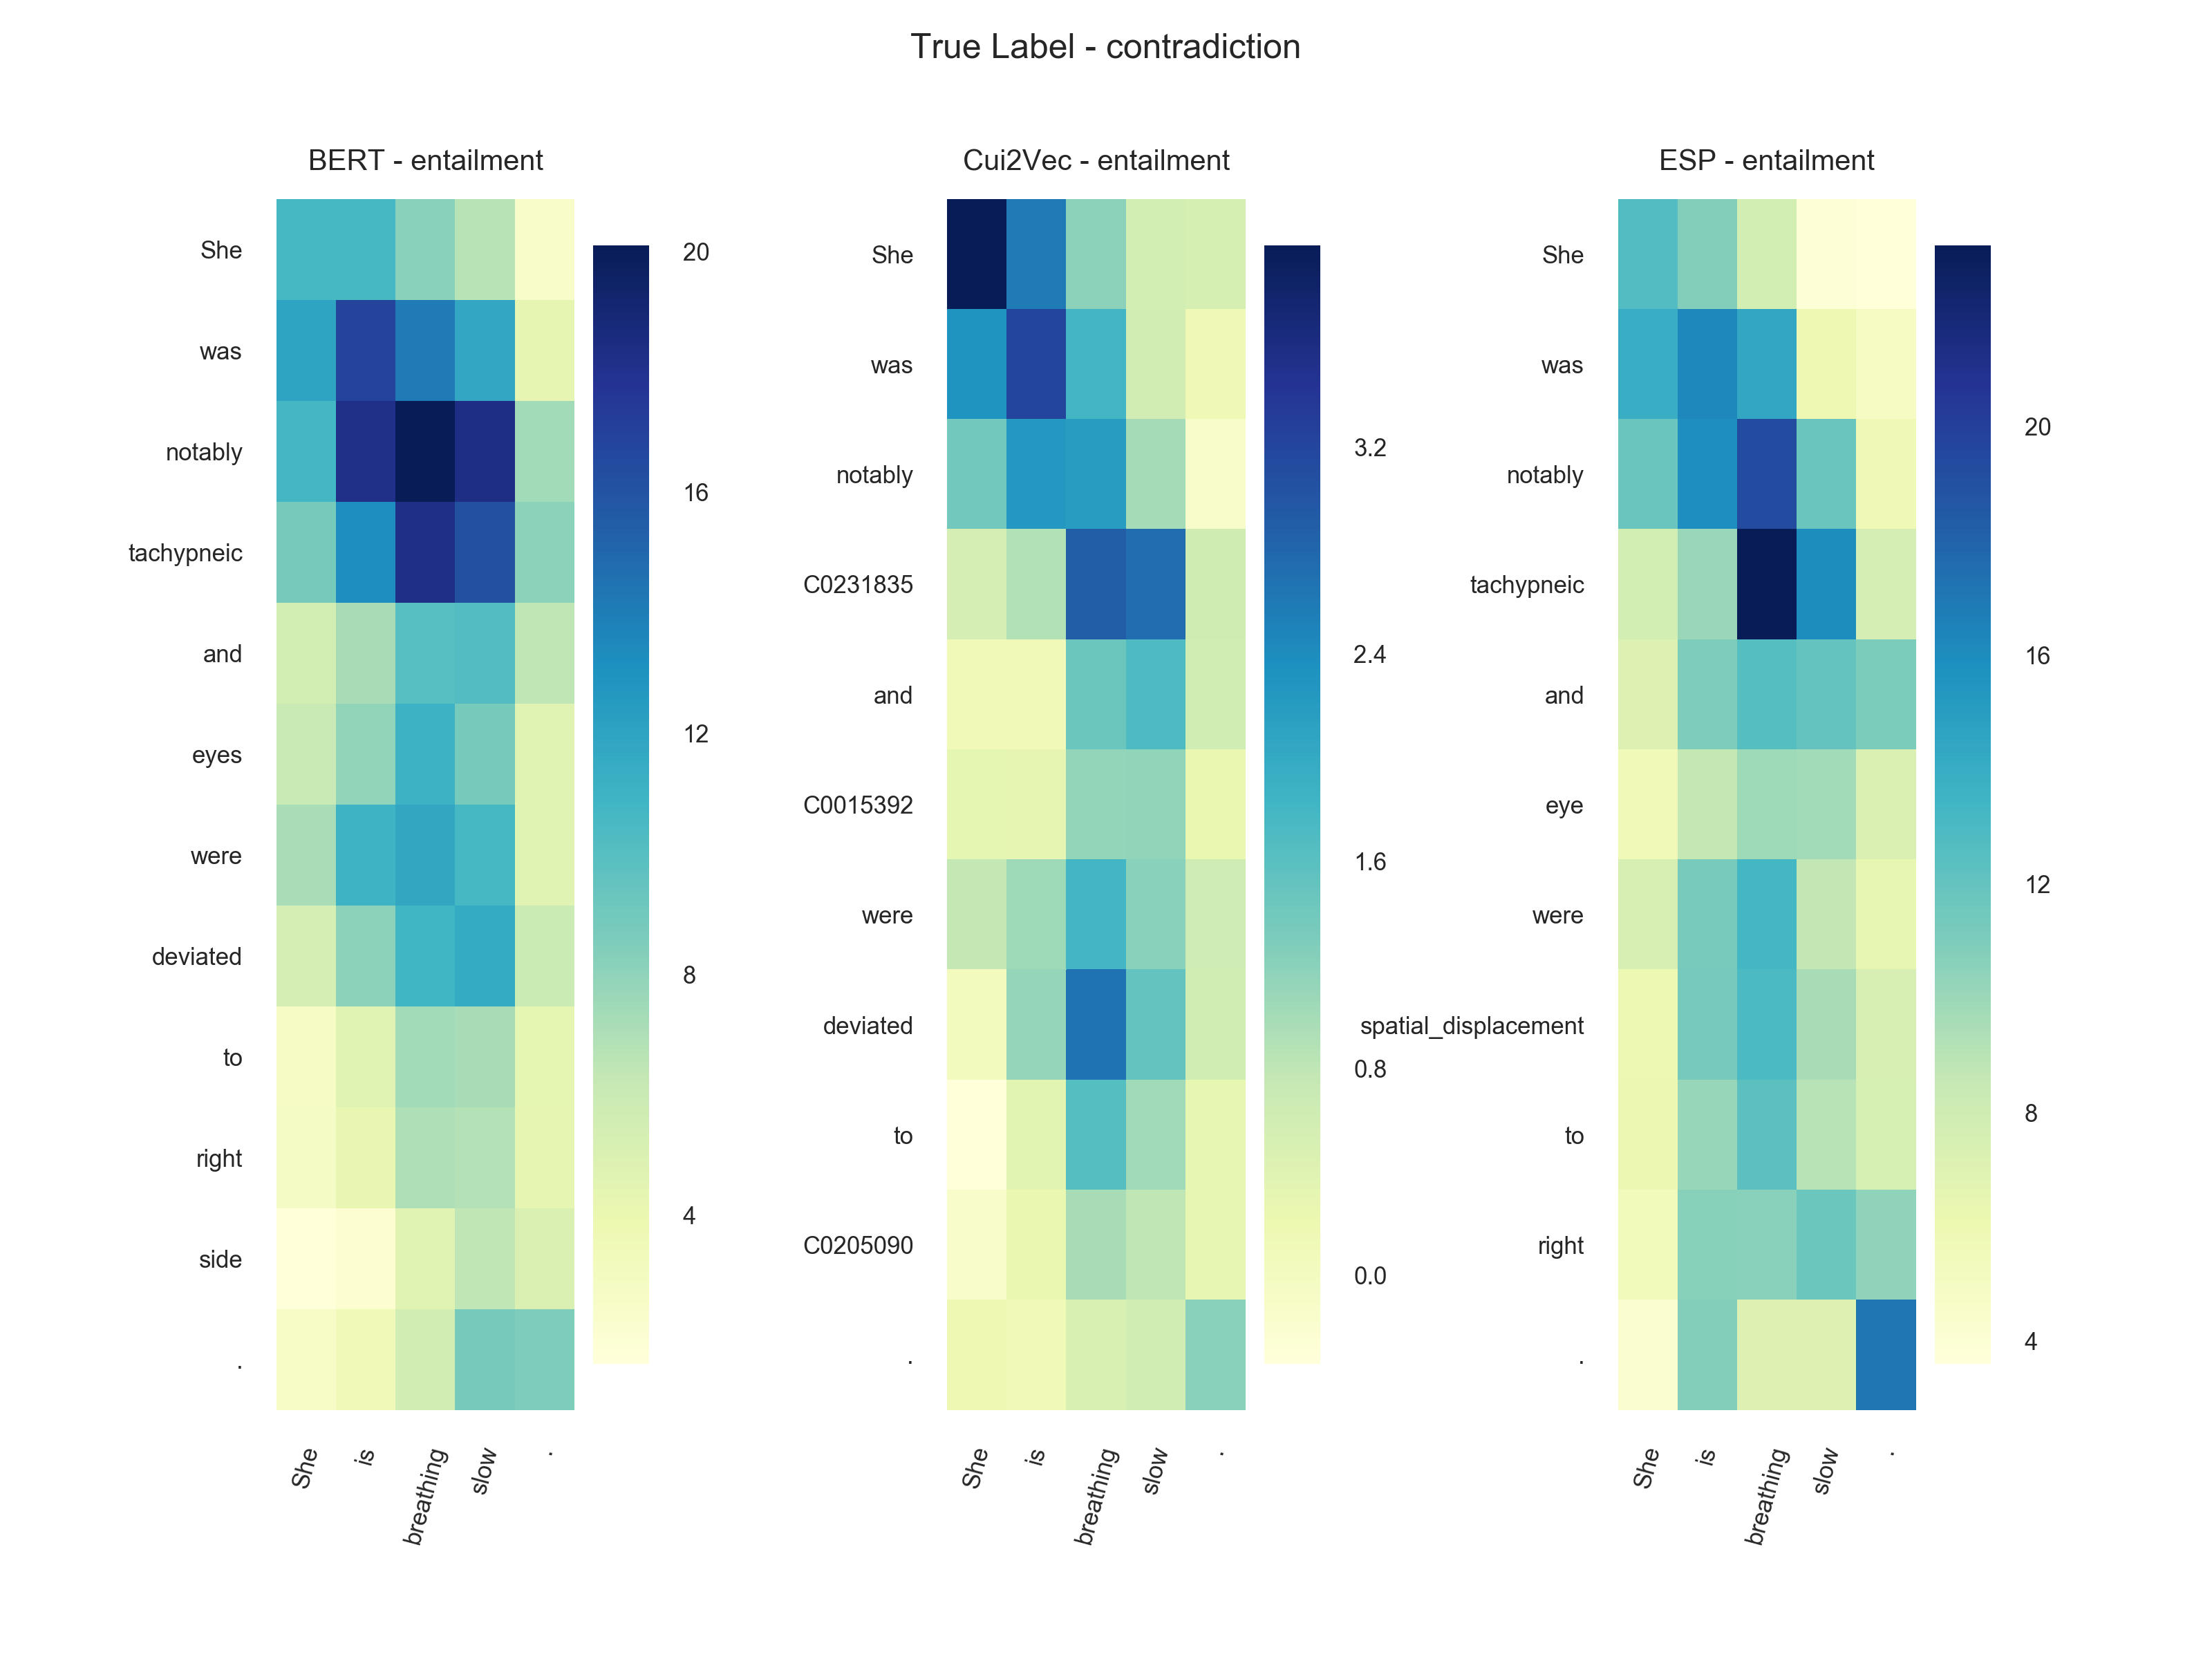 True Label - contradiction
BERT - entailment
She
was
notably
tachypneic
and
eyes
were
deviated
to
right
side
.
She
is
breathing
slow
.
20
16
12
8
4
Cui2Vec - entailment
She
was
notably
C0231835
and
C0015392
were
deviated
to
C0205090
.
She
is
breathing
slow
.
3.2
2.4
1.6
0.8
0.0
ESP - entailment
She
was
notably
tachypneic
and
eye
were
spatial_displacement
to
right
.
She
is
breathing
slow
.
20
16
12
8
4